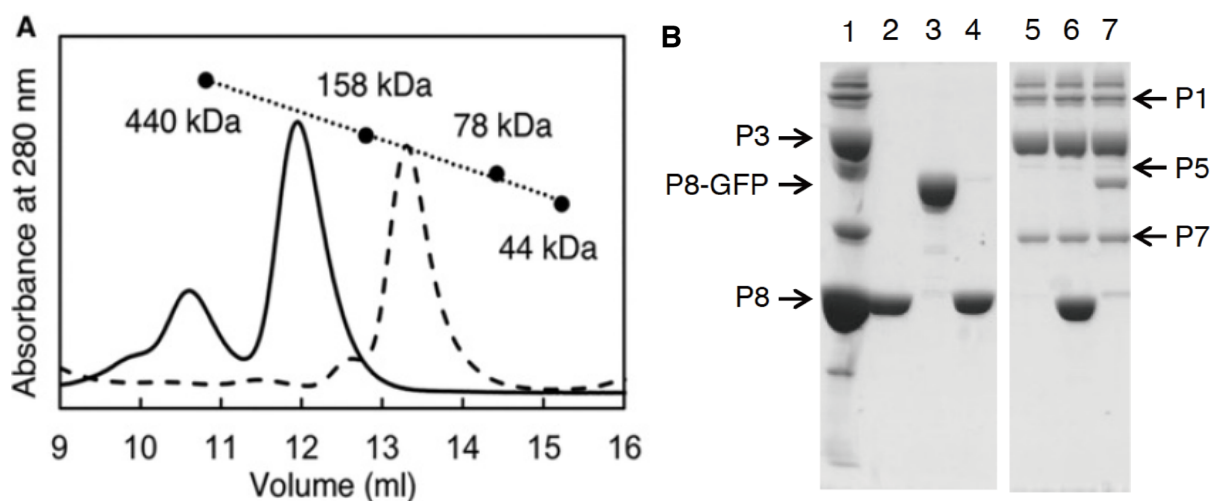 A
Absorbance at 280 nm
440 kDa
158 kDa
78 kDa
44 kDa
9 10 11 12 13 14 15 16
Volume (ml)
B
1 2 3 4 5 6 7
P3
P8-GFP
P8
P1
P5
P7